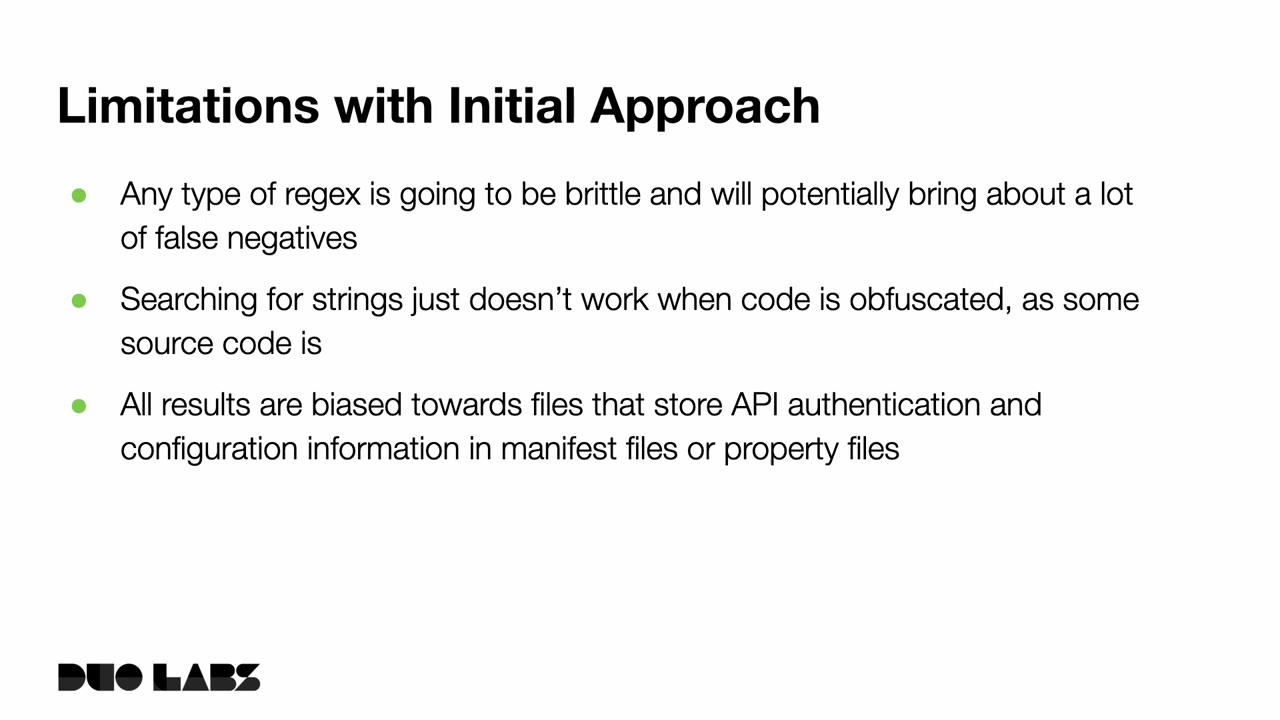 Limitations with Initial Approach
● Any type of regex is going to be brittle and will potentially bring about a lot
of false negatives
● Searching for strings just doesn’t work when code is obfuscated, as some
source code is
● All results are biased towards files that store API authentication and
configuration information in manifest files or property files
DUO LABS